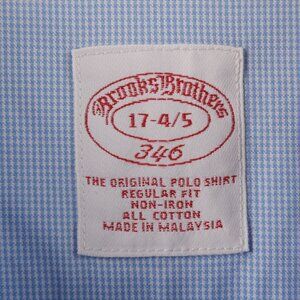 Brooks Brothers
17-4/5
346
THE ORIGINAL POLO SHIRT
REGULAR FIT
NON-IRON
ALL COTTON
MADE IN MALAYSIA